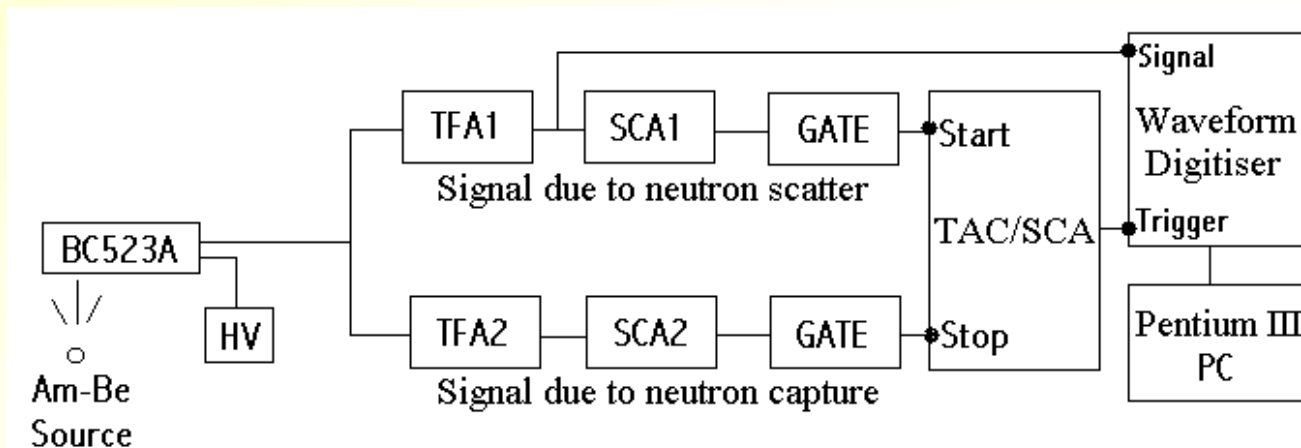 Signal
TFA1
SCA1
GATE
Start
Waveform
Digitiser
Signal due to neutron scatter
BC523A
TAC/SCA
Trigger
HV
TFA2
SCA2
GATE
Stop
Pentium III
PC
Signal due to neutron capture
Am-Be
Source